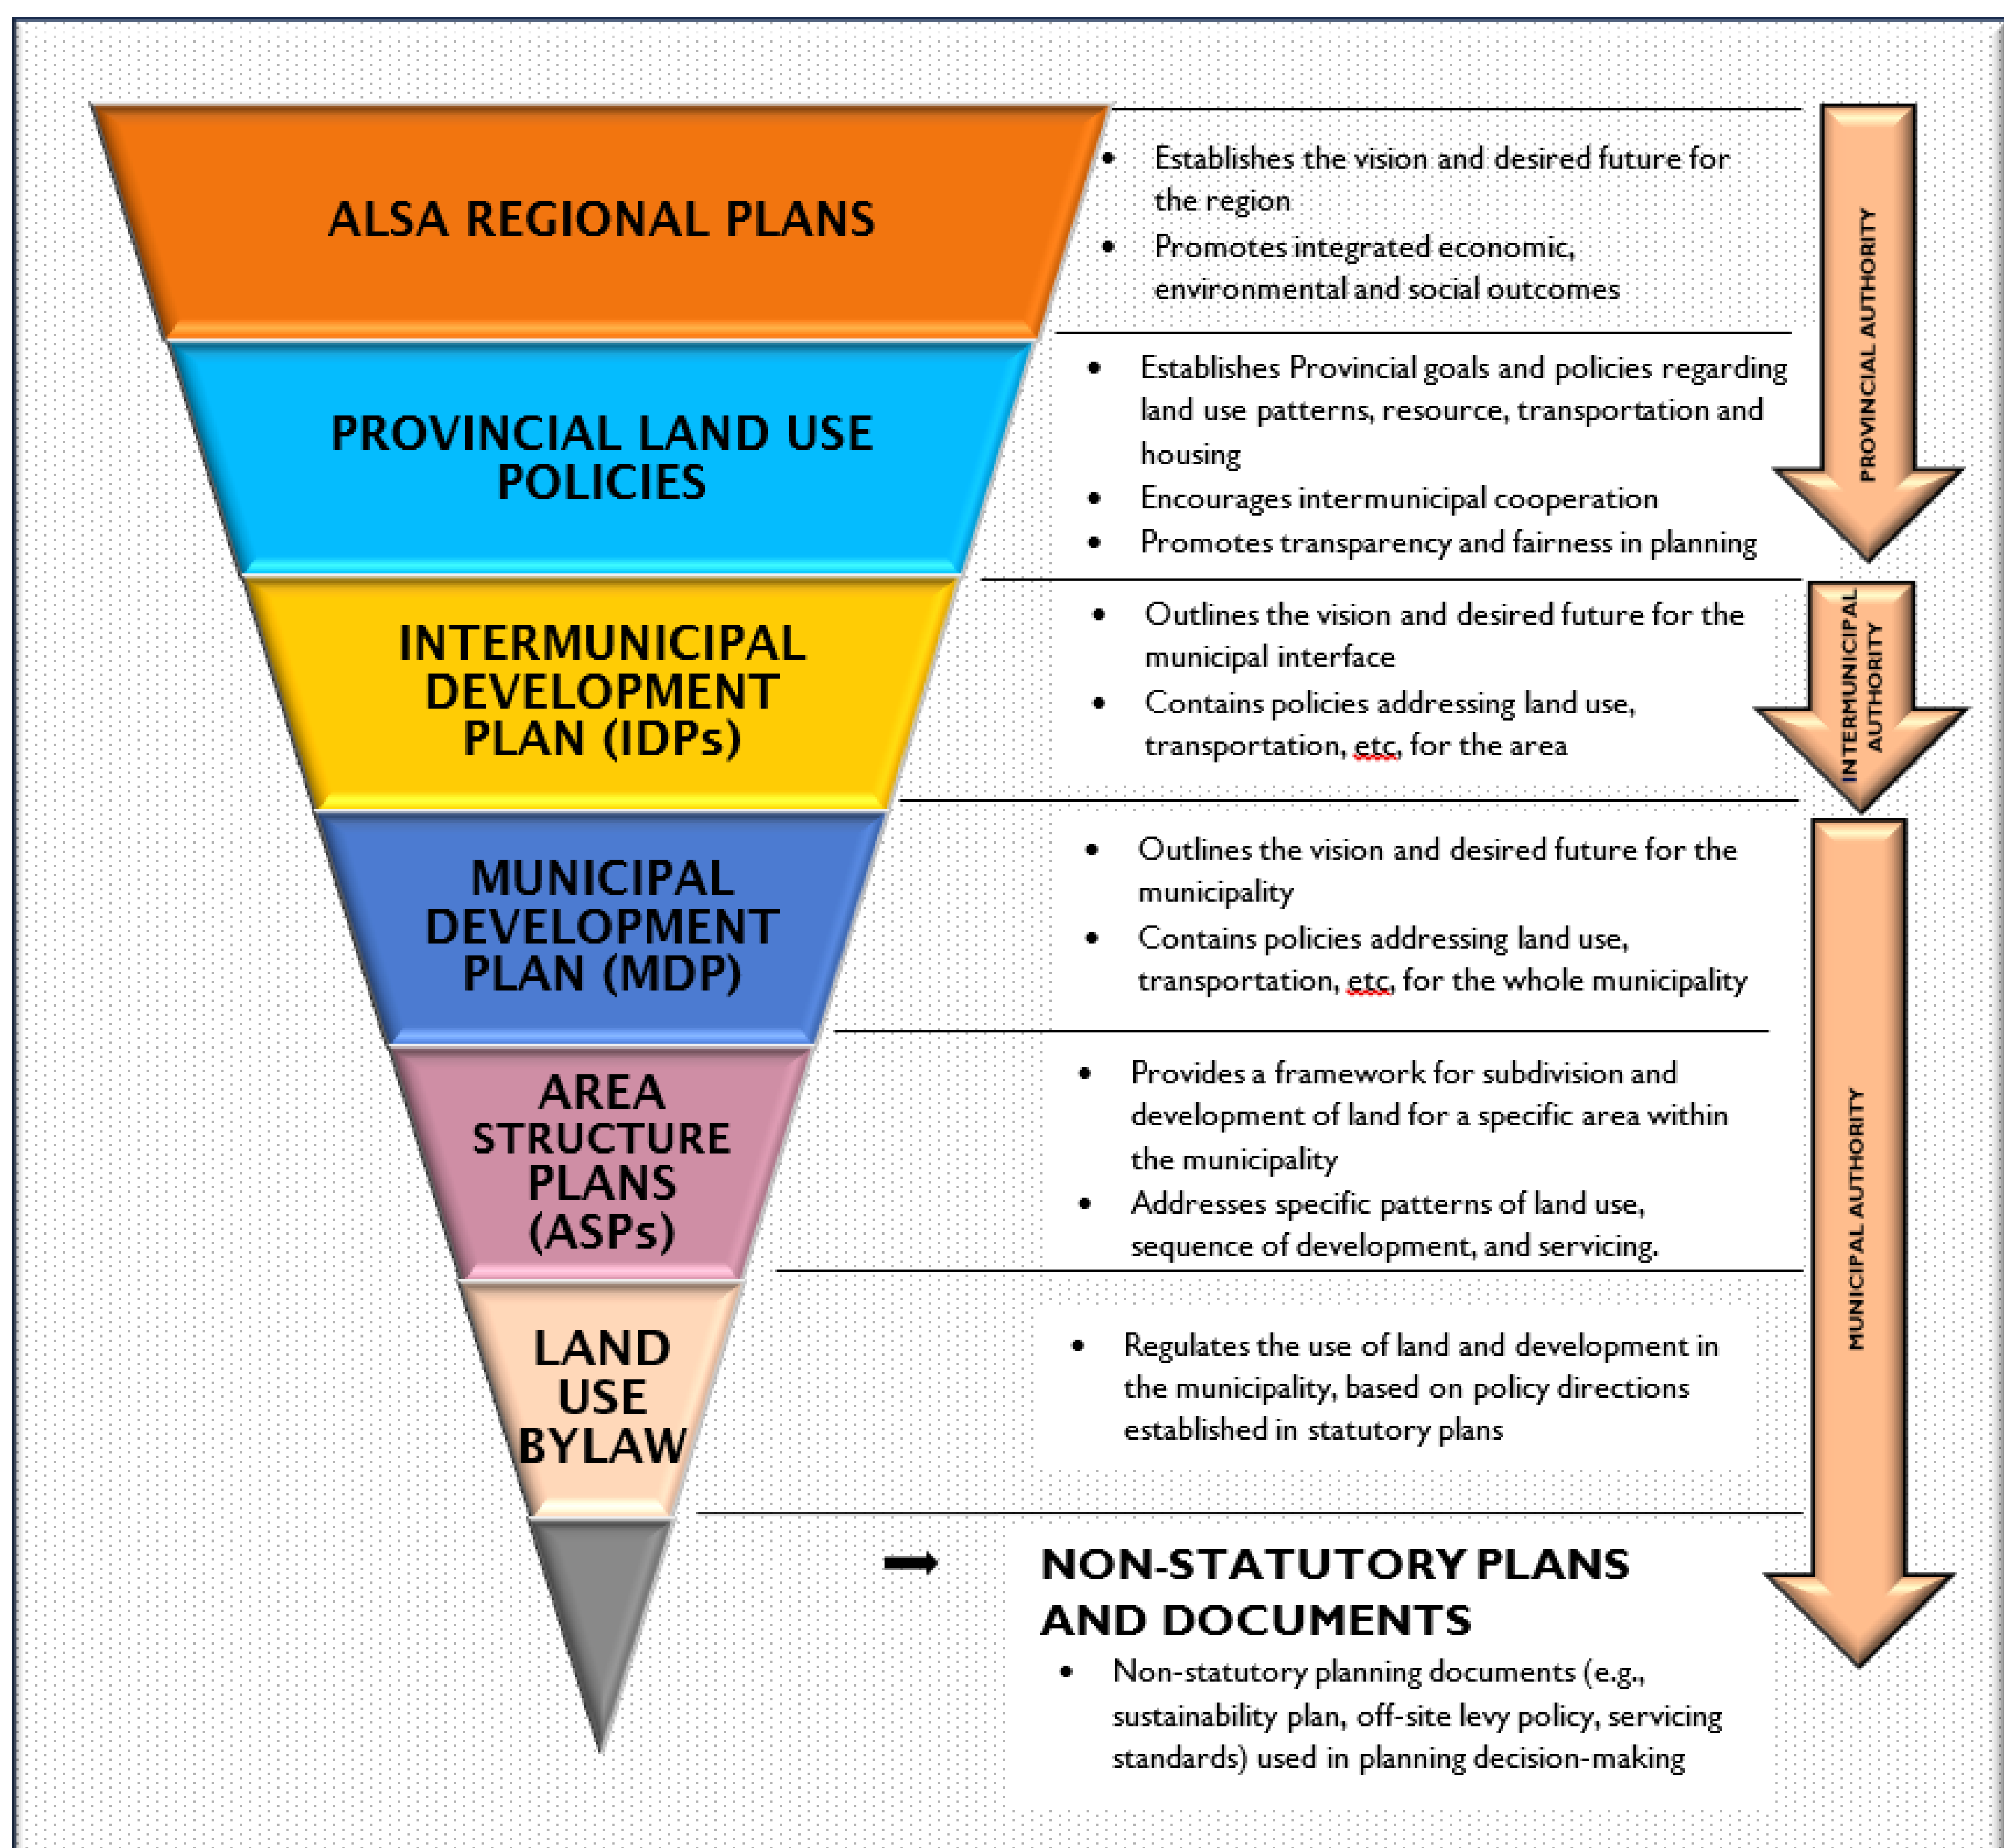 ALSA REGIONAL PLANS
• Establishes the vision and desired future for
the region
• Promotes integrated economic,
environmental and social outcomes
PROVINCIAL LAND USE
POLICIES
• Establishes Provincial goals and policies regarding
land use patterns, resource, transportation and
housing
• Encourages intermunicipal cooperation
• Promotes transparency and fairness in planning
PROVINCIAL AUTHORITY
INTERMUNICIPAL
DEVELOPMENT
PLAN (IDPs)
• Outlines the vision and desired future for the
municipal interface
• Contains policies addressing land use,
transportation, etc, for the area
INTERMUNICIPAL
AUTHORITY
MUNICIPAL
DEVELOPMENT
PLAN (MDP)
• Outlines the vision and desired future for the
municipality
• Contains policies addressing land use,
transportation, etc, for the whole municipality
AREA
STRUCTURE
PLANS
(ASPs)
• Provides a framework for subdivision and
development of land for a specific area within
the municipality
• Addresses specific patterns of land use,
sequence of development, and servicing.
LAND
USE
BYLAW
• Regulates the use of land and development in
the municipality, based on policy directions
established in statutory plans
MUNICIPAL AUTHORITY
NON-STATUTORY PLANS
AND DOCUMENTS
• Non-statutory planning documents (e.g.,
sustainability plan, off-site levy policy, servicing
standards) used in planning decision-making